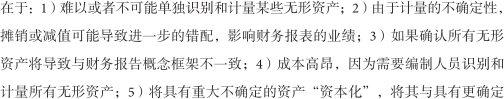 在于：1）难以或者不可能单独识别和计量某些无形资产；2）由于计量的不确定性，
摊销或减值可能导致进一步的错配，影响财务报表的业绩；3）如果确认所有无形
资产将导致与财务报告概念框架不一致；4）成本高昂，因为需要编制人员识别和
计量所有无形资产；5）将具有重大不确定的资产“资本化”，将其与具有更确定